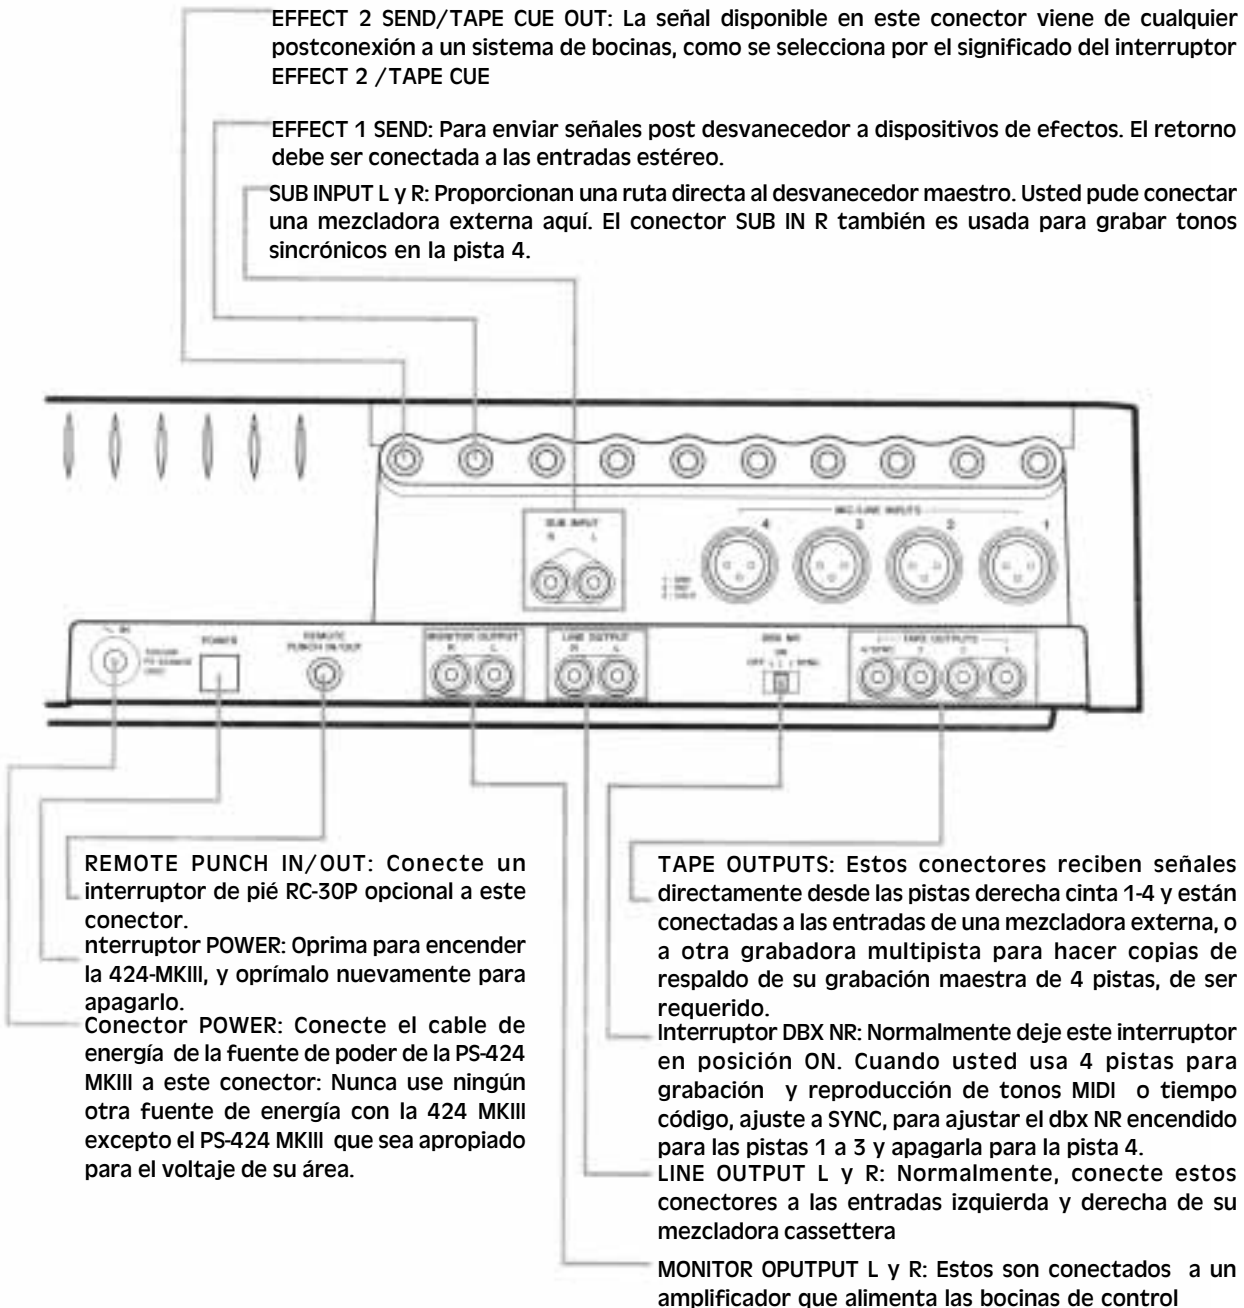 EFFECT 2 SEND/TAPE CUE OUT: La señal disponible en este conector viene de cualquier
postconexión a un sistema de bocinas, como se selecciona por el significado del interruptor
EFFECT 2 /TAPE CUE
EFFECT 1 SEND: Para enviar señales post desvanecedor a dispositivos de efectos. El retorno
debe ser conectada a las entradas estéreo.
SUB INPUT L y R: Proporcionan una ruta directa al desvanecedor maestro. Usted pude conectar
una mezcladora externa aquí. El conector SUB IN R también es usada para grabar tonos
sincrónicos en la pista 4.
SUB INPUT
R L
MIC/LINE INPUTS
4 3 2 1
IN
POWER
REMOTE
PUNCH IN/OUT
MONITOR OUTPUT
R L
LINE OUTPUT
R L
DBX NR
ON
OFF SYNC
TAPE OUTPUTS
4/SYNC 3 2 1
REMOTE PUNCH IN/OUT: Conecte un
interruptor de pié RC-30P opcional a este
conector.
nterruptor POWER: Oprima para encender
la 424-MKIII, y oprímalo nuevamente para
apagarlo.
Conector POWER: Conecte el cable de
energía de la fuente de poder de la PS-424
MKIII a este conector: Nunca use ningún
otra fuente de energía con la 424 MKIII
excepto el PS-424 MKIII que sea apropiado
para el voltaje de su área.
TAPE OUTPUTS: Estos conectores reciben señales
directamente desde las pistas derecha cinta 1-4 y están
conectadas a las entradas de una mezcladora externa, o
a otra grabadora multipista para hacer copias de
respaldo de su grabación maestra de 4 pistas, de ser
requerido.
Interruptor DBX NR: Normalmente deje este interruptor
en posición ON. Cuando usted usa 4 pistas para
grabación y reproducción de tonos MIDI o tiempo
código, ajuste a SYNC, para ajustar el dbx NR encendido
para las pistas 1 a 3 y apagarla para la pista 4.
LINE OUTPUT L y R: Normalmente, conecte estos
conectores a las entradas izquierda y derecha de su
mezcladora cassettera
MONITOR OPUTPUT L y R: Estos son conectados a un
amplificador que alimenta las bocinas de control